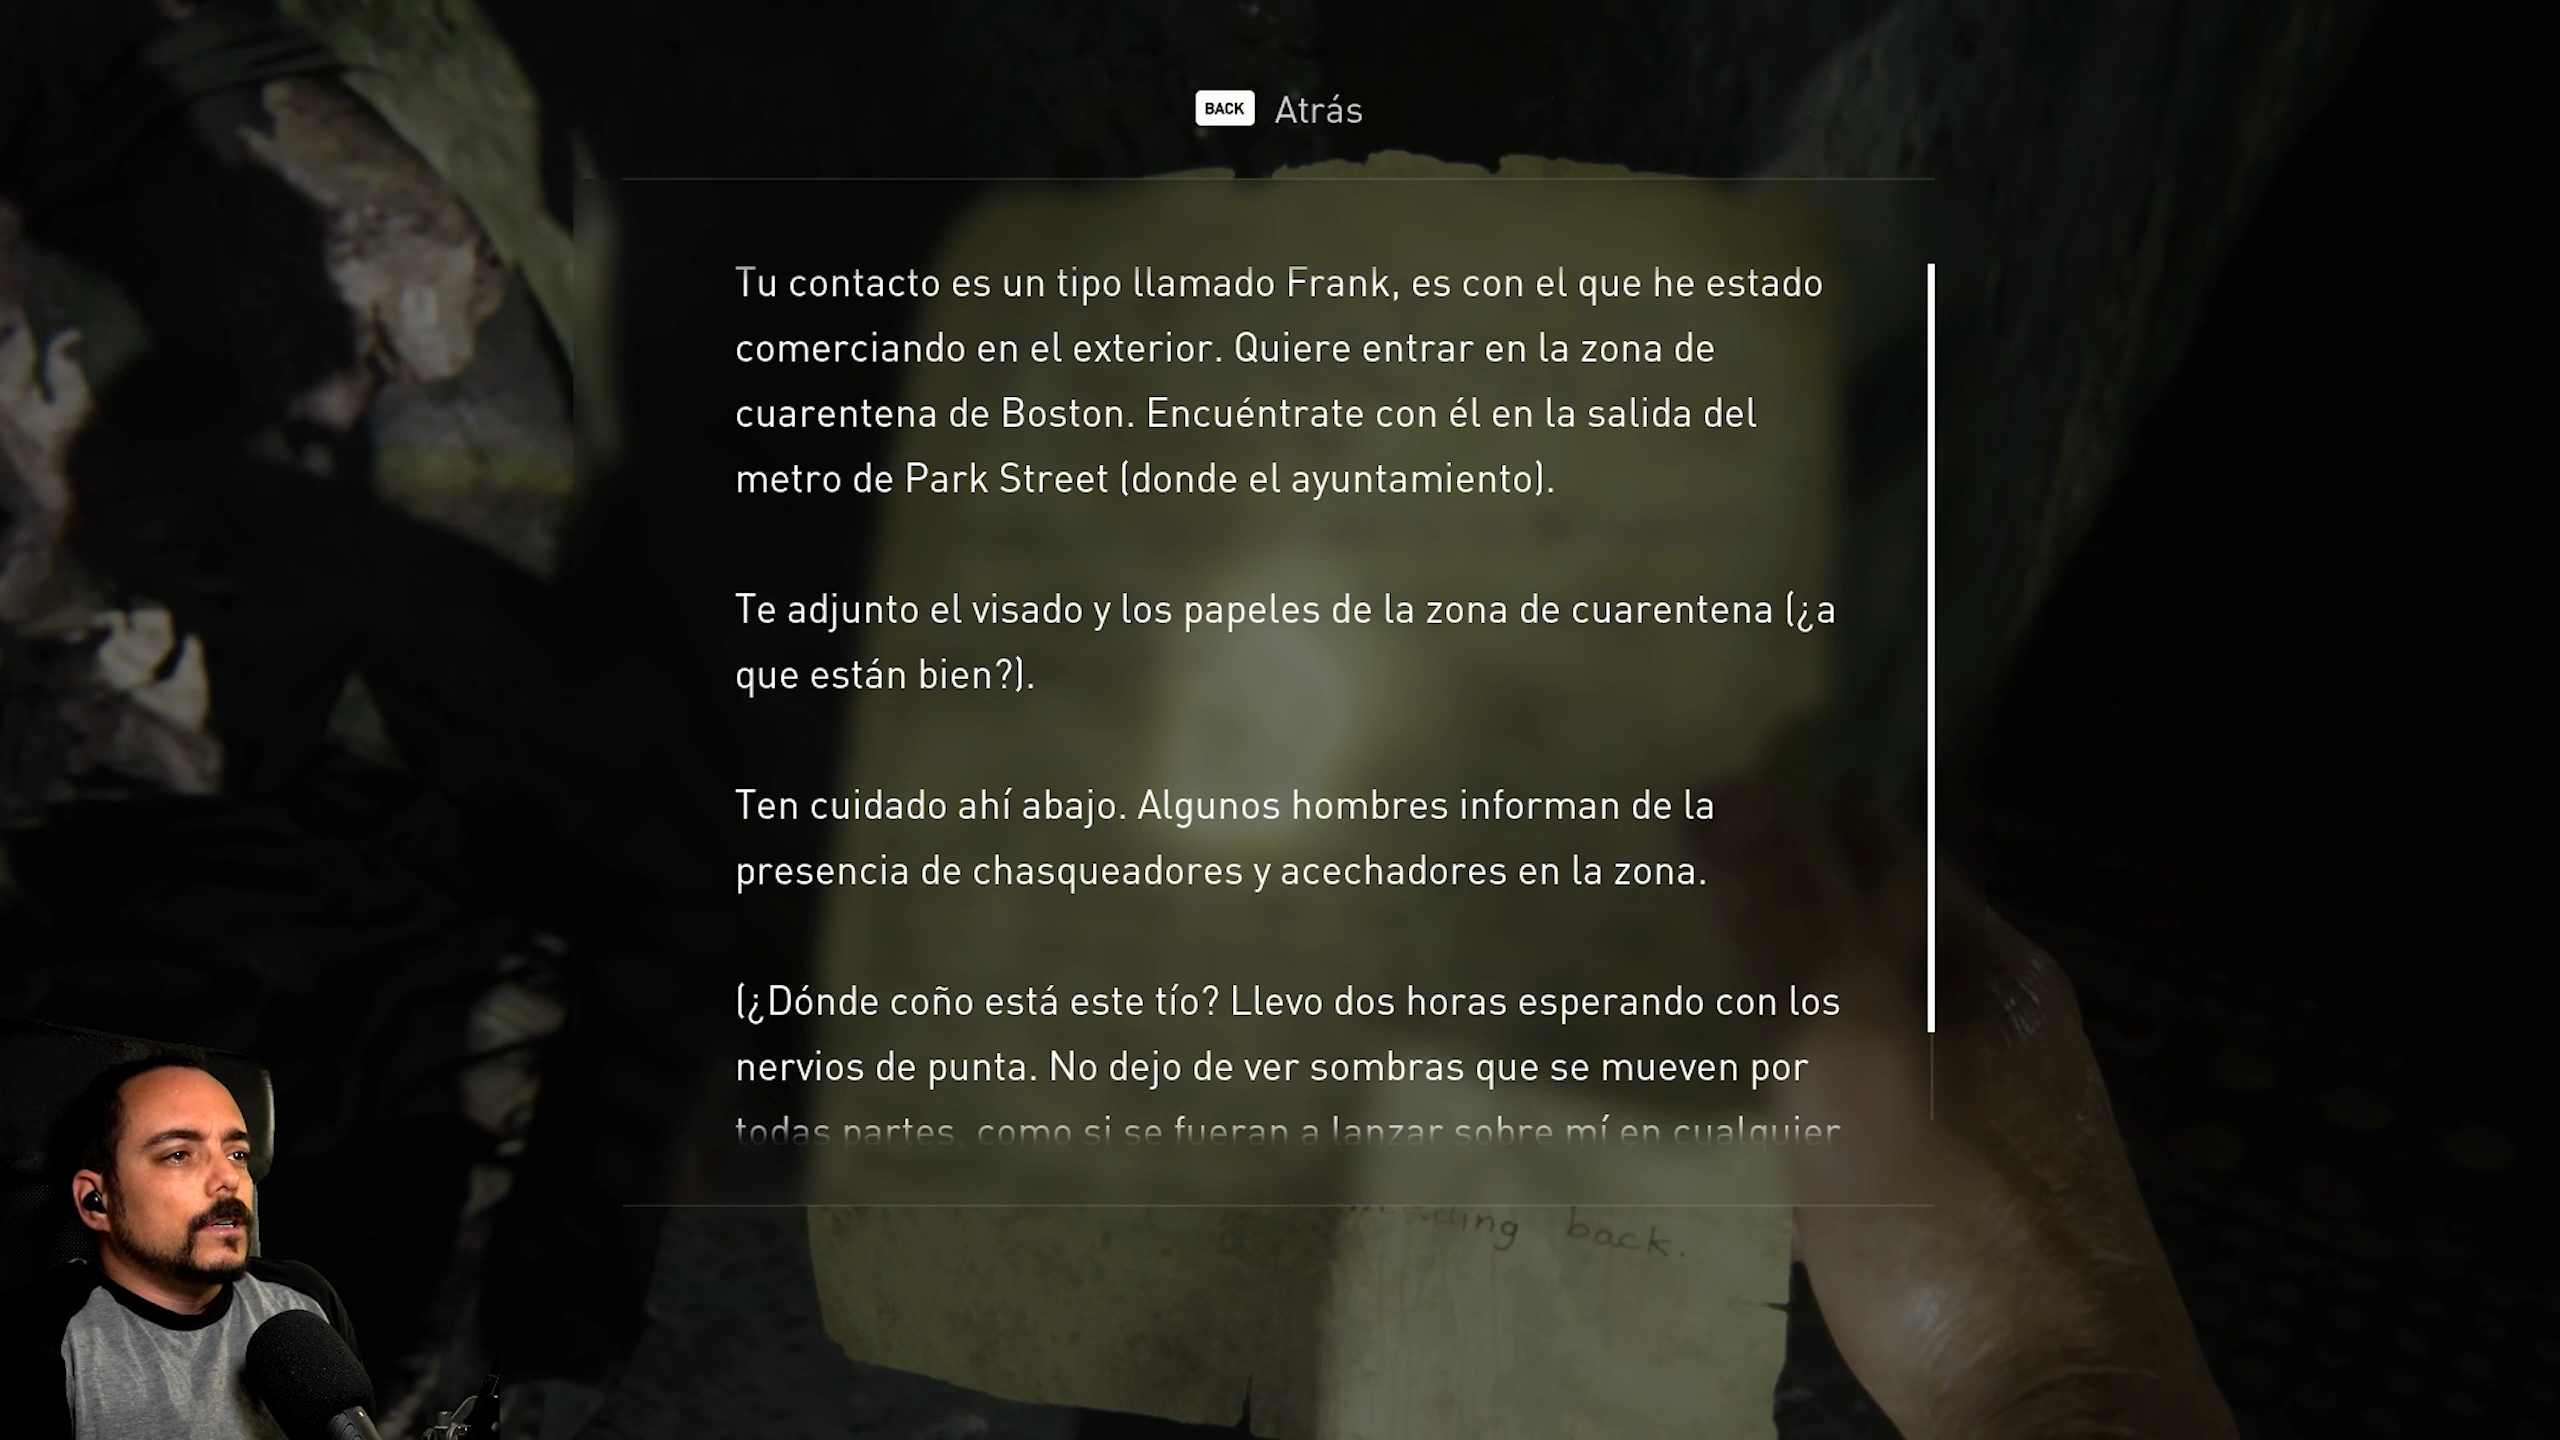 BACK Atrás
Tu contacto es un tipo llamado Frank, es con el que he estado
comerciando en el exterior. Quiere entrar en la zona de
cuarentena de Boston. Encuéntrate con él en la salida del
metro de Park Street (donde el ayuntamiento).
Te adjunto el visado y los papeles de la zona de cuarentena (¿a
que están bien?).
Ten cuidado ahí abajo. Algunos hombres informan de la
presencia de chasqueadores y acechadores en la zona.
(¿Dónde coño está este tío? Llevo dos horas esperando con los
nervios de punta. No dejo de ver sombras que se mueven por
todas partes, como si se fueran a lanzar sobre mí en cualquier
back.